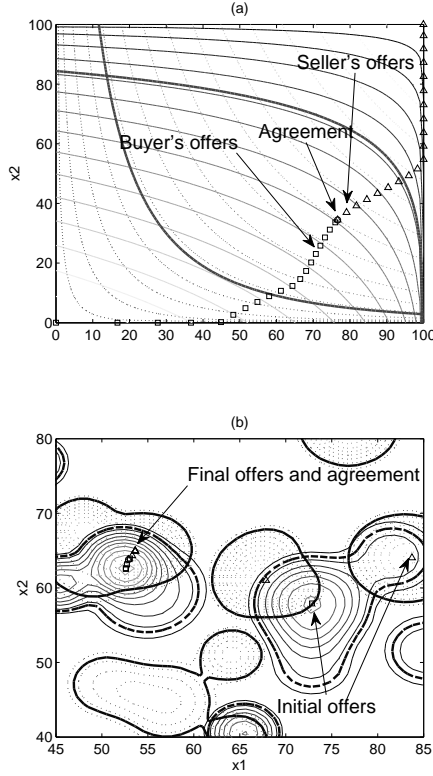 (a)
100
80
60
40
20
0
x2
Seller's offers
Agreement
Buyer's offers
0 10 20 30 40 50 60 70 80 90 100
(b)
80
70
60
50
40
x2
Final offers and agreement
Initial offers
45 50 55 60 65 70 75 80 85
x1